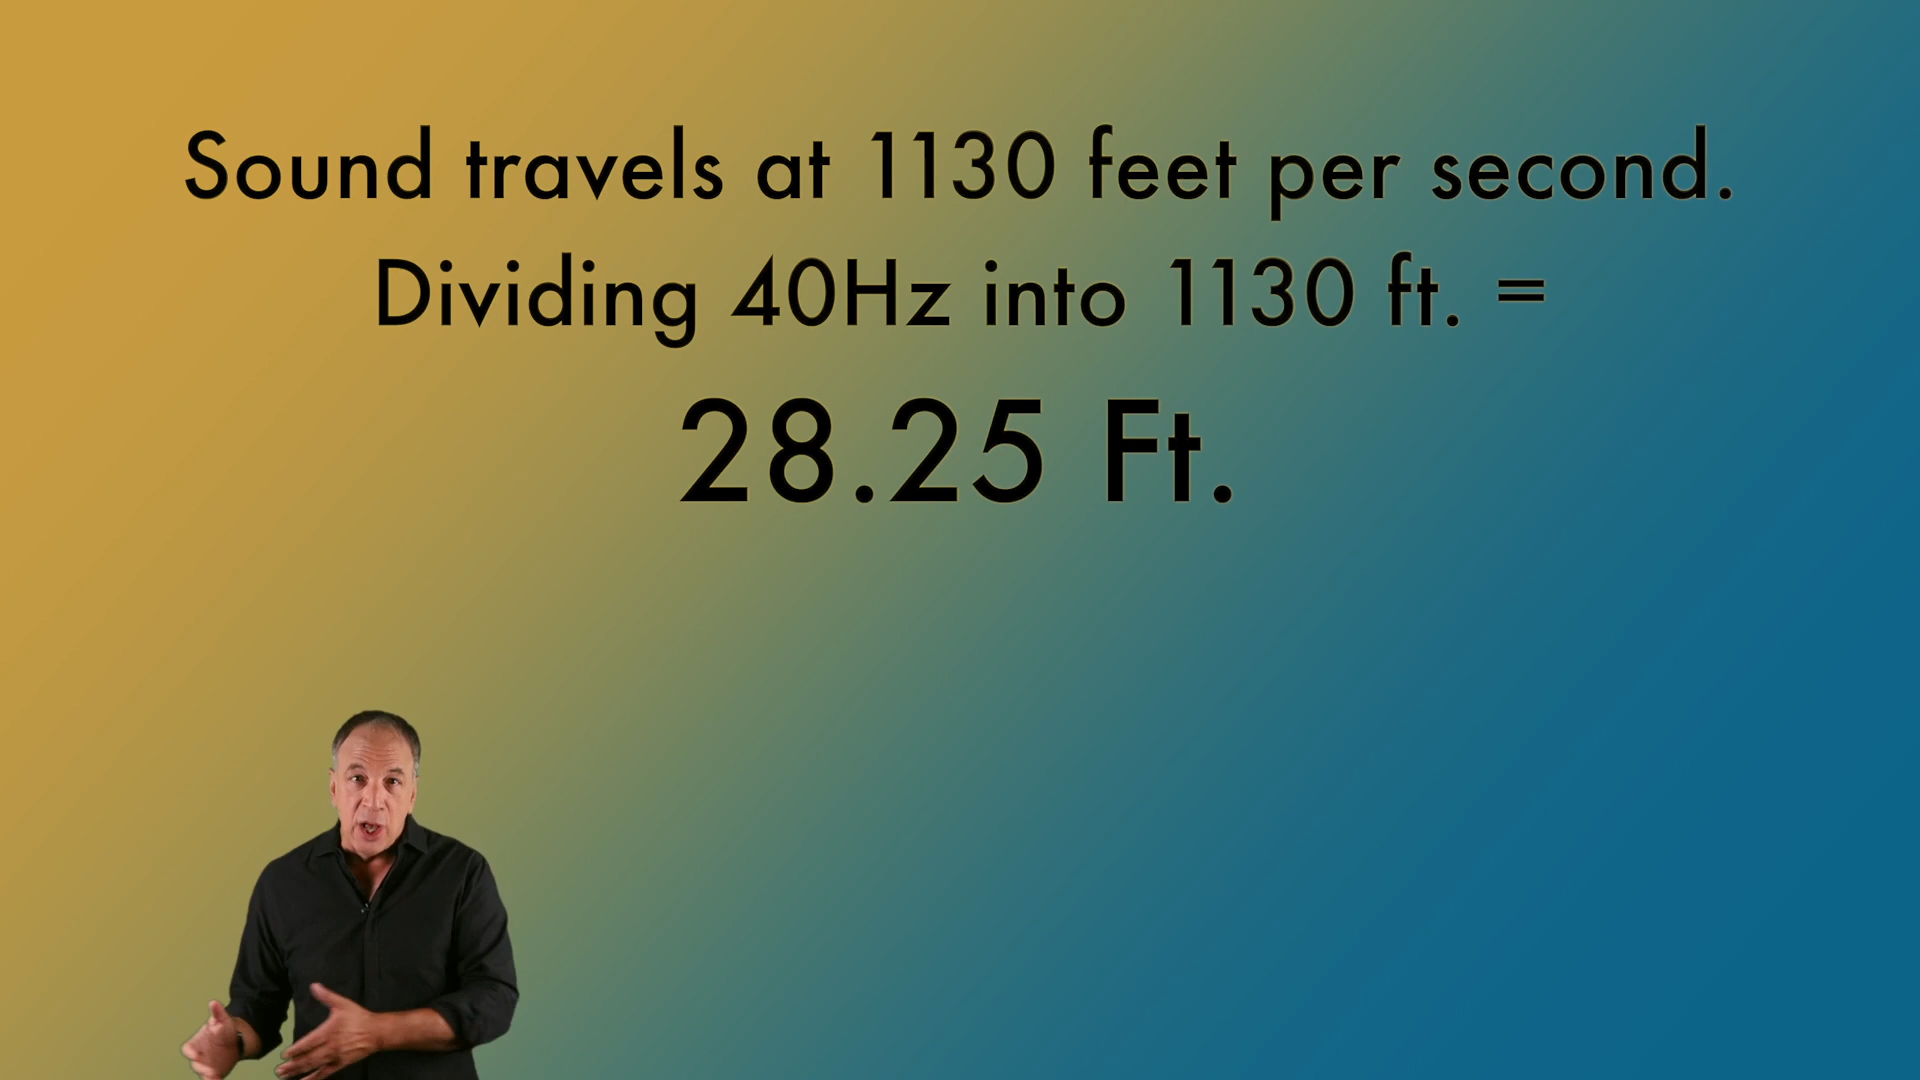 Sound travels at 1130 feet per second.
Dividing 40Hz into 1130 ft. =
28.25 Ft.